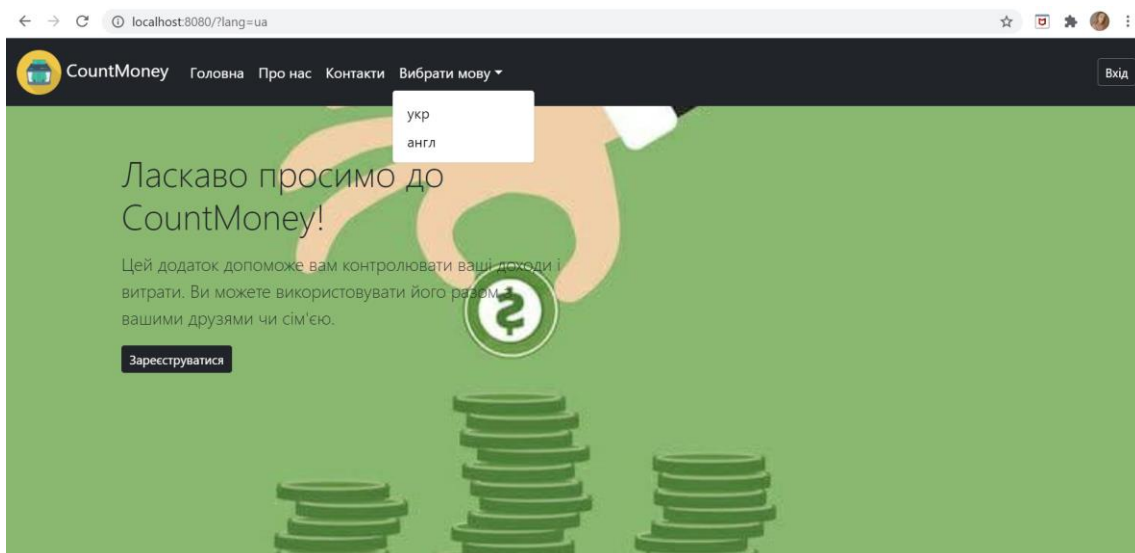 localhost:8080/?lang=ua
CountMoney Головна Про нас Контакти Вибрати мову Вхід
укр
англ
Ласкаво просимо до
CountMoney!
Цей додаток допоможе вам контролювати ваші доходи і
витрати. Ви можете використовувати його разом з
вашими друзями чи сім'єю.
Зареєструватися